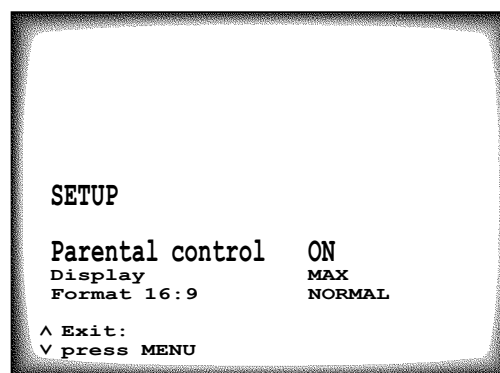 SETUP
Parental control ON
Display MAX
Format 16:9 NORMAL
∧ Exit:
∨ press MENU